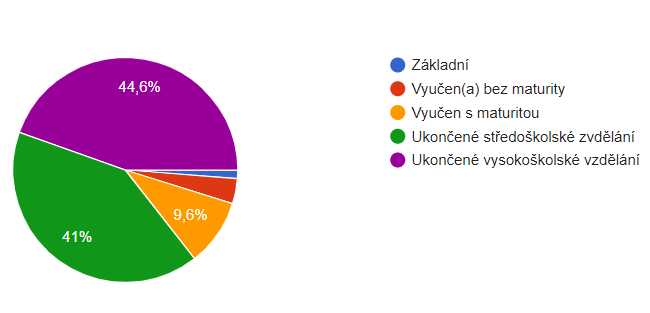 44,6%
9,6%
41%
Základní
Vyučen(a) bez maturity
Vyučen s maturitou
Ukončené středoškolské zvdělání
Ukončené vysokoškolské vzdělání